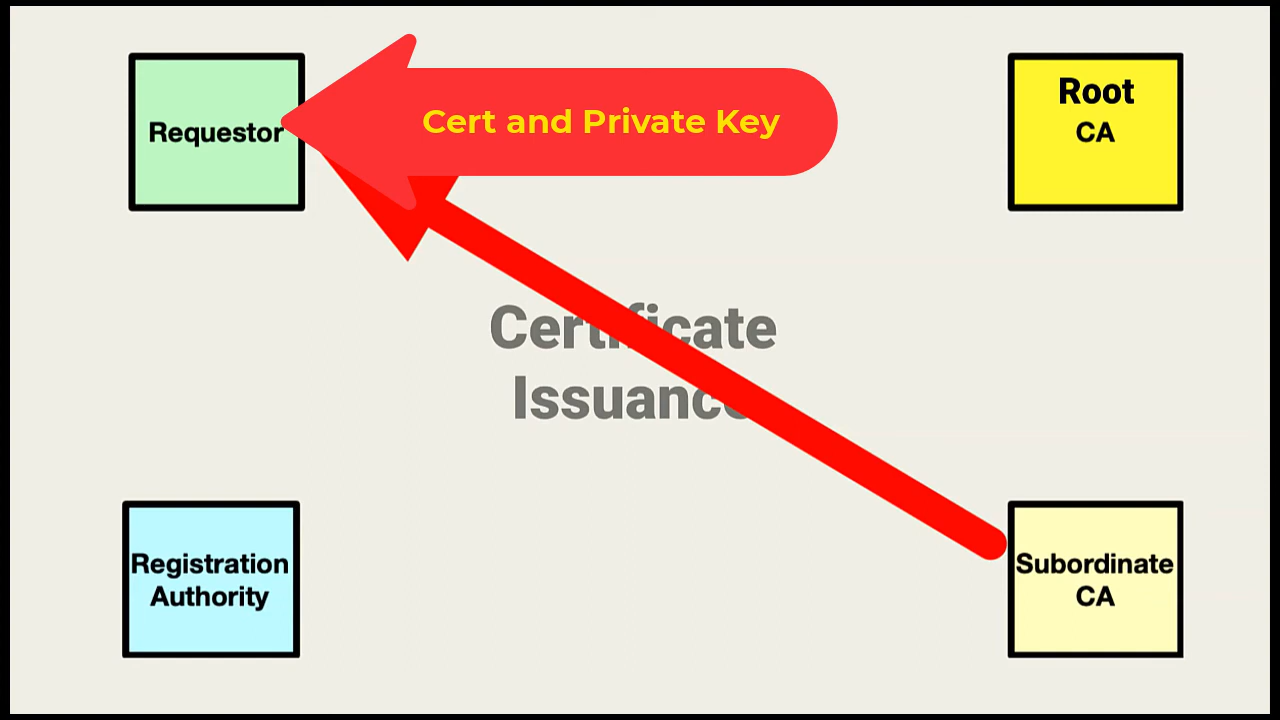 Requestor
Cert and Private Key
Root
CA
Certificate
Issuance
Registration
Authority
Subordinate
CA